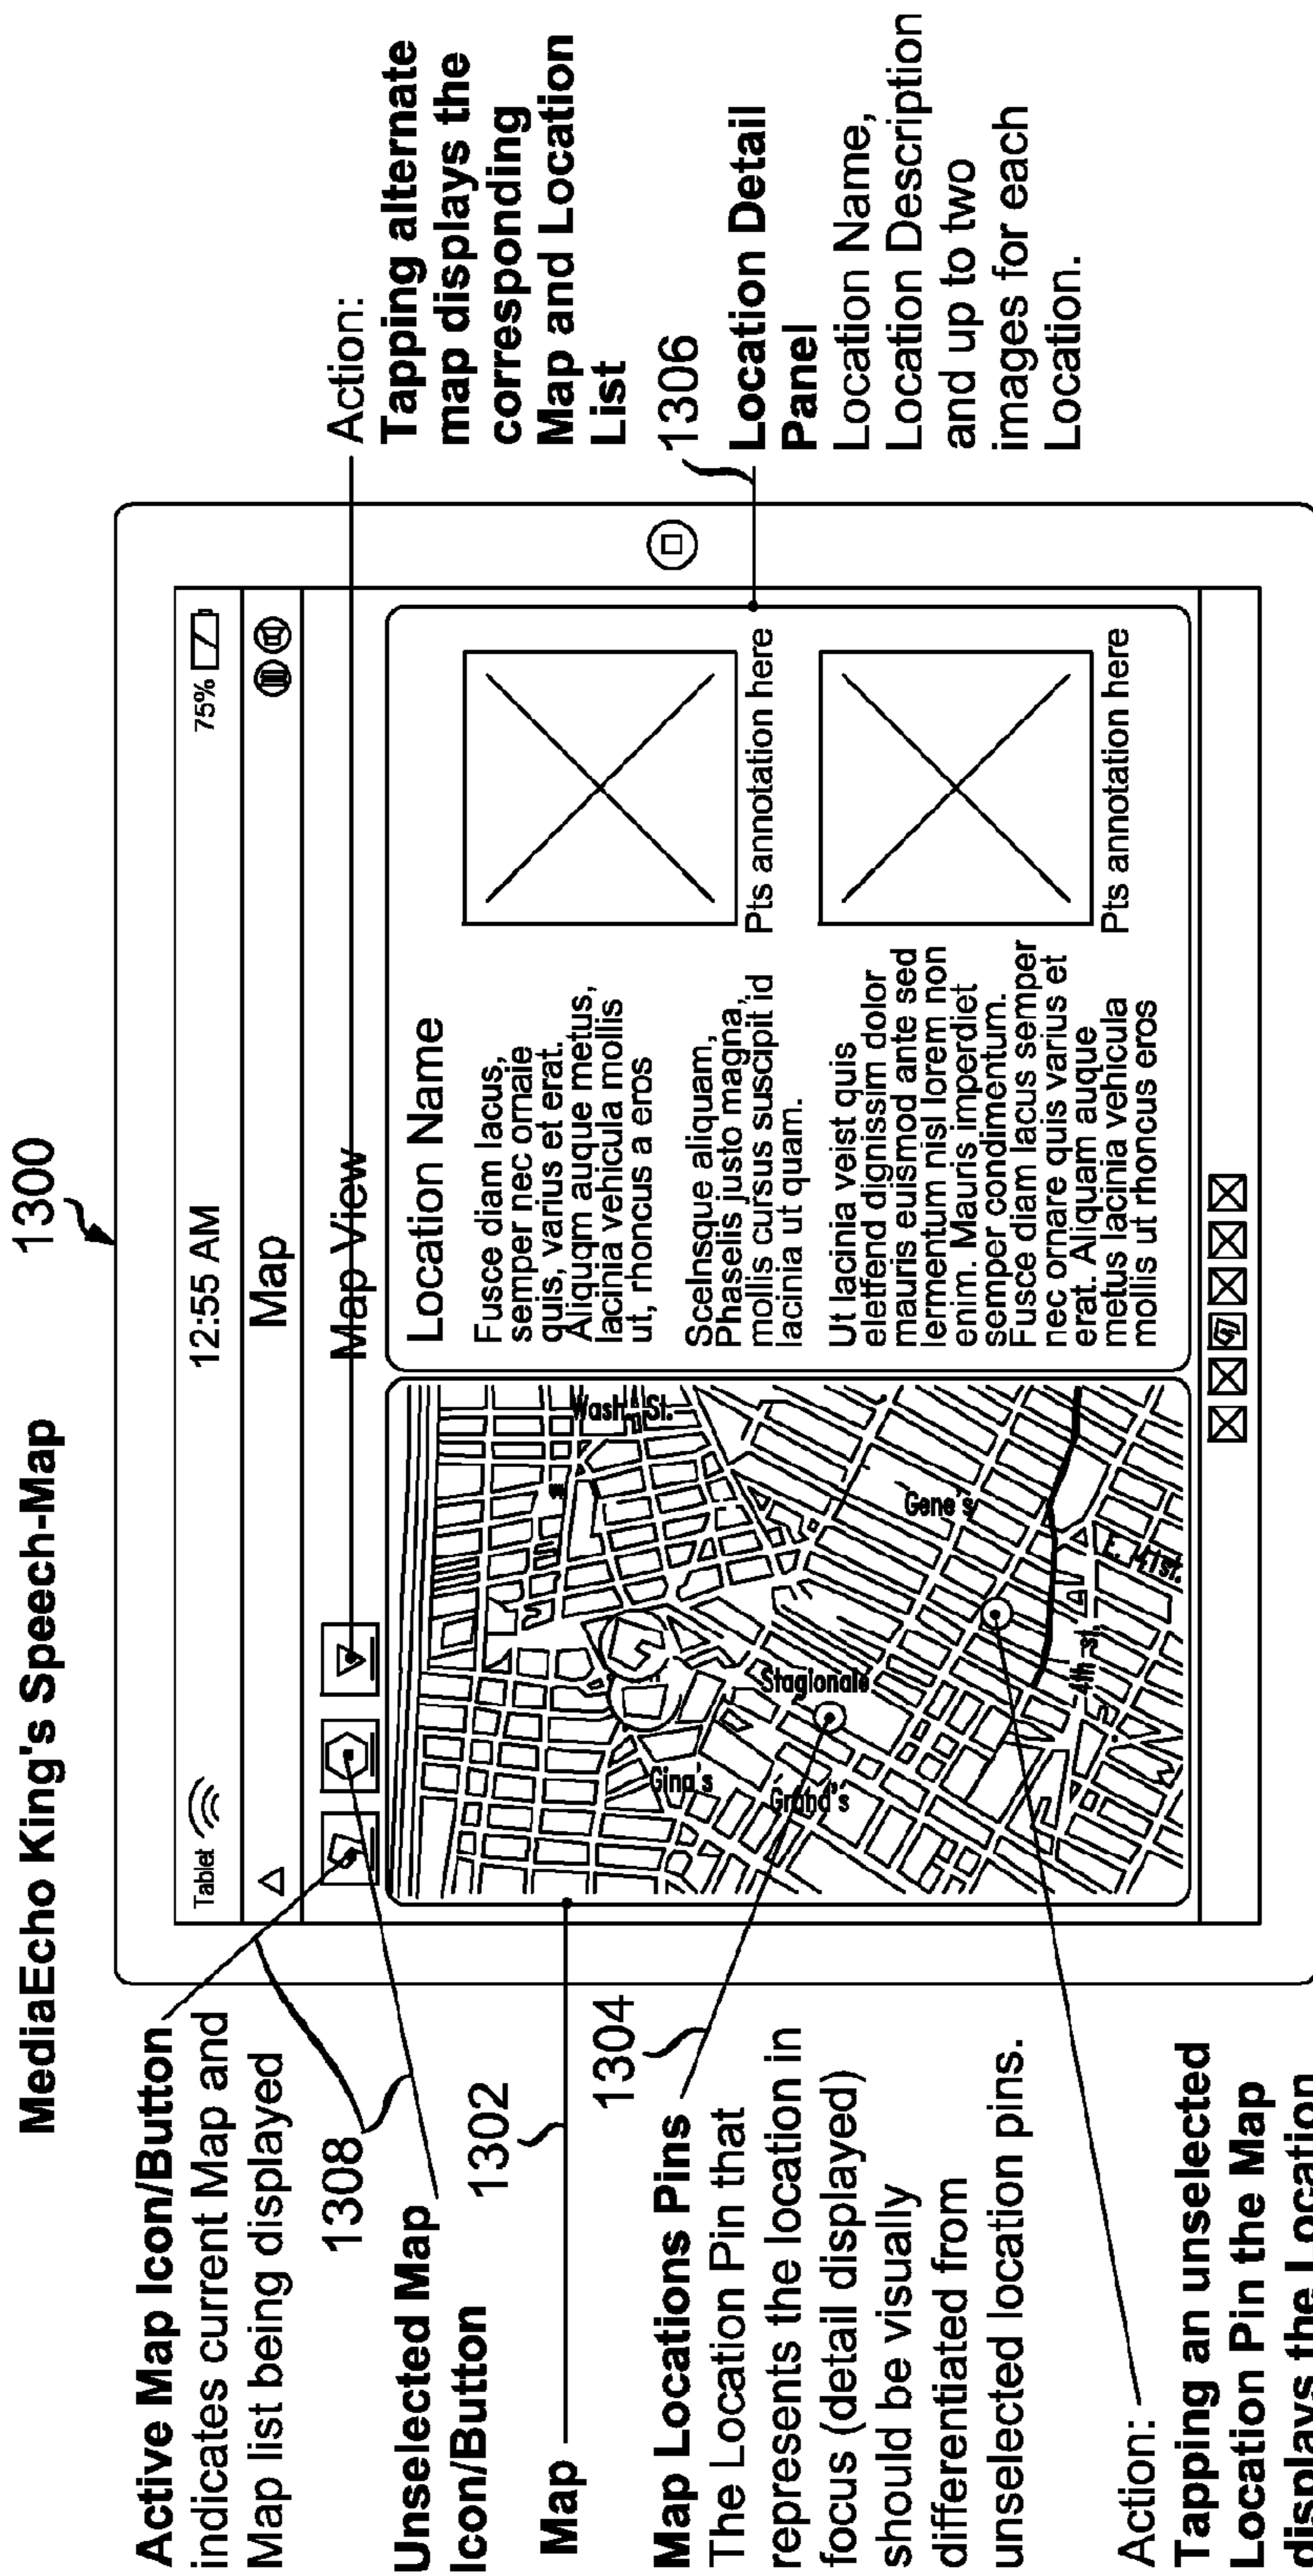 MediaEcho King's Speech-Map
1300
Active Map Icon/Button
indicates current Map and
Map list being displayed
1308
Unselected Map
Icon/Button
1302
Map
1304
Map Locations Pins
The Location Pin that
represents the location in
focus (detail displayed)
should be visually
differentiated from
unselected location pins.
Action:
Tapping an unselected
Location Pin the Map
displays the Location
Tablet
12:55 AM
75%
Map
Map View
Wash St.
Gene's
E. 41st.
4th st.
Stagionale
Gina's
Grand's
Location Name
Fusce diam lacus,
semper nec ornaie
quis, varius et erat.
Aliquqm auque metus,
lacinia vehicula mollis
ut, rhoncus a eros
Scelnsque aliquam,
Phaselis justo magna,
mollis cursus suscipit id
lacinia ut quam.
Ut lacinia veist quis
eletfend dignissim dolor
mauris euismod ante sed
lermentum nisl lorem non
enim. Mauris imperdiet
semper condimentum.
Fusce diam lacus semper
nec ornare quis varius et
erat. Aliquam auque
metus lacinia vehicula
mollis ut rhoncus eros
Pts annotation here
Pts annotation here
Action:
Tapping alternate
map displays the
corresponding
Map and Location
List
1306
Location Detail
Panel
Location Name,
Location Description
and up to two
images for each
Location.